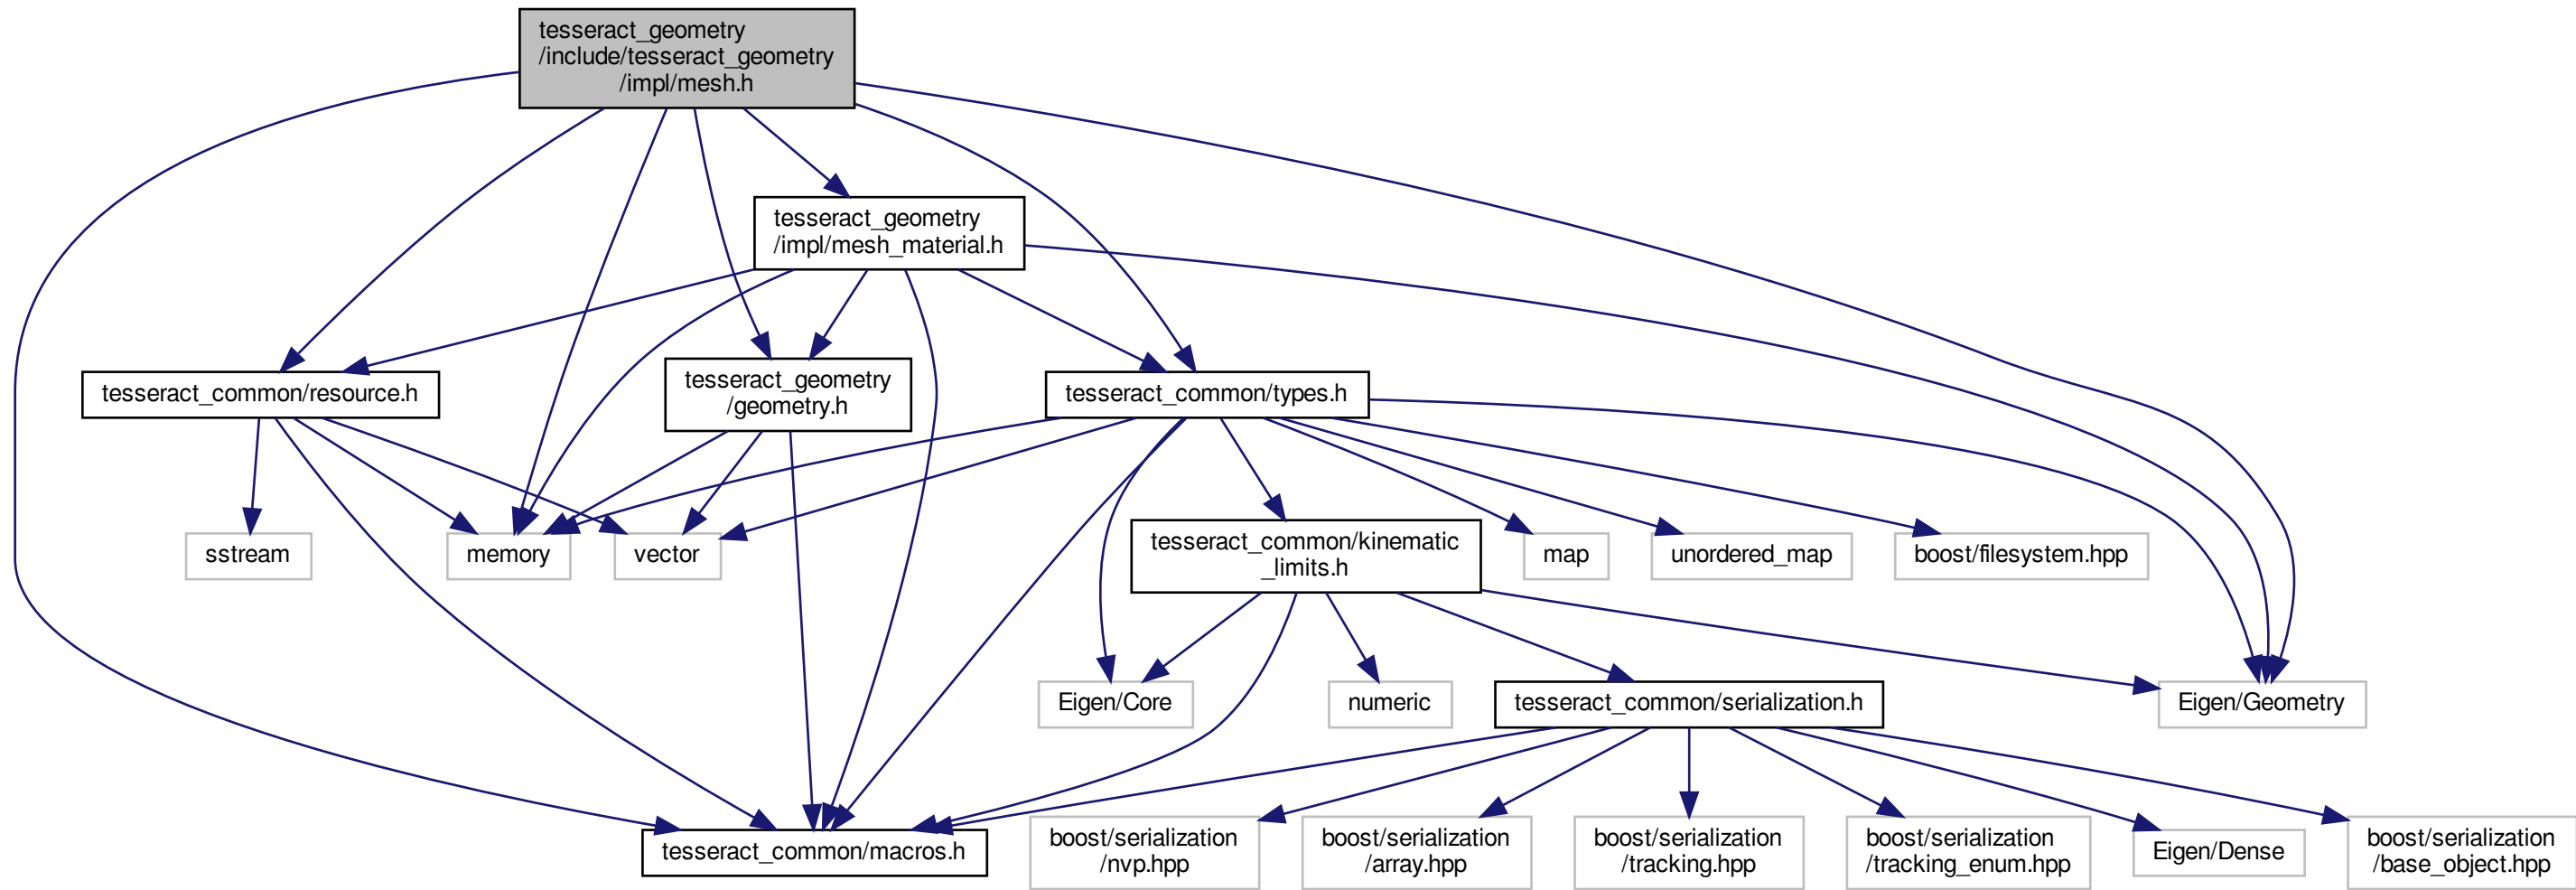 tesseract_geometry
/include/tesseract_geometry
/impl/mesh.h
tesseract_geometry
/impl/mesh_material.h
tesseract_common/resource.h
tesseract_geometry
/geometry.h
tesseract_common/types.h
sstream
memory
vector
tesseract_common/kinematic
_limits.h
map
unordered_map
boost/filesystem.hpp
Eigen/Core
numeric
tesseract_common/serialization.h
Eigen/Geometry
tesseract_common/macros.h
boost/serialization
/nvp.hpp
boost/serialization
/array.hpp
boost/serialization
/tracking.hpp
boost/serialization
/tracking_enum.hpp
Eigen/Dense
boost/serialization
/base_object.hpp